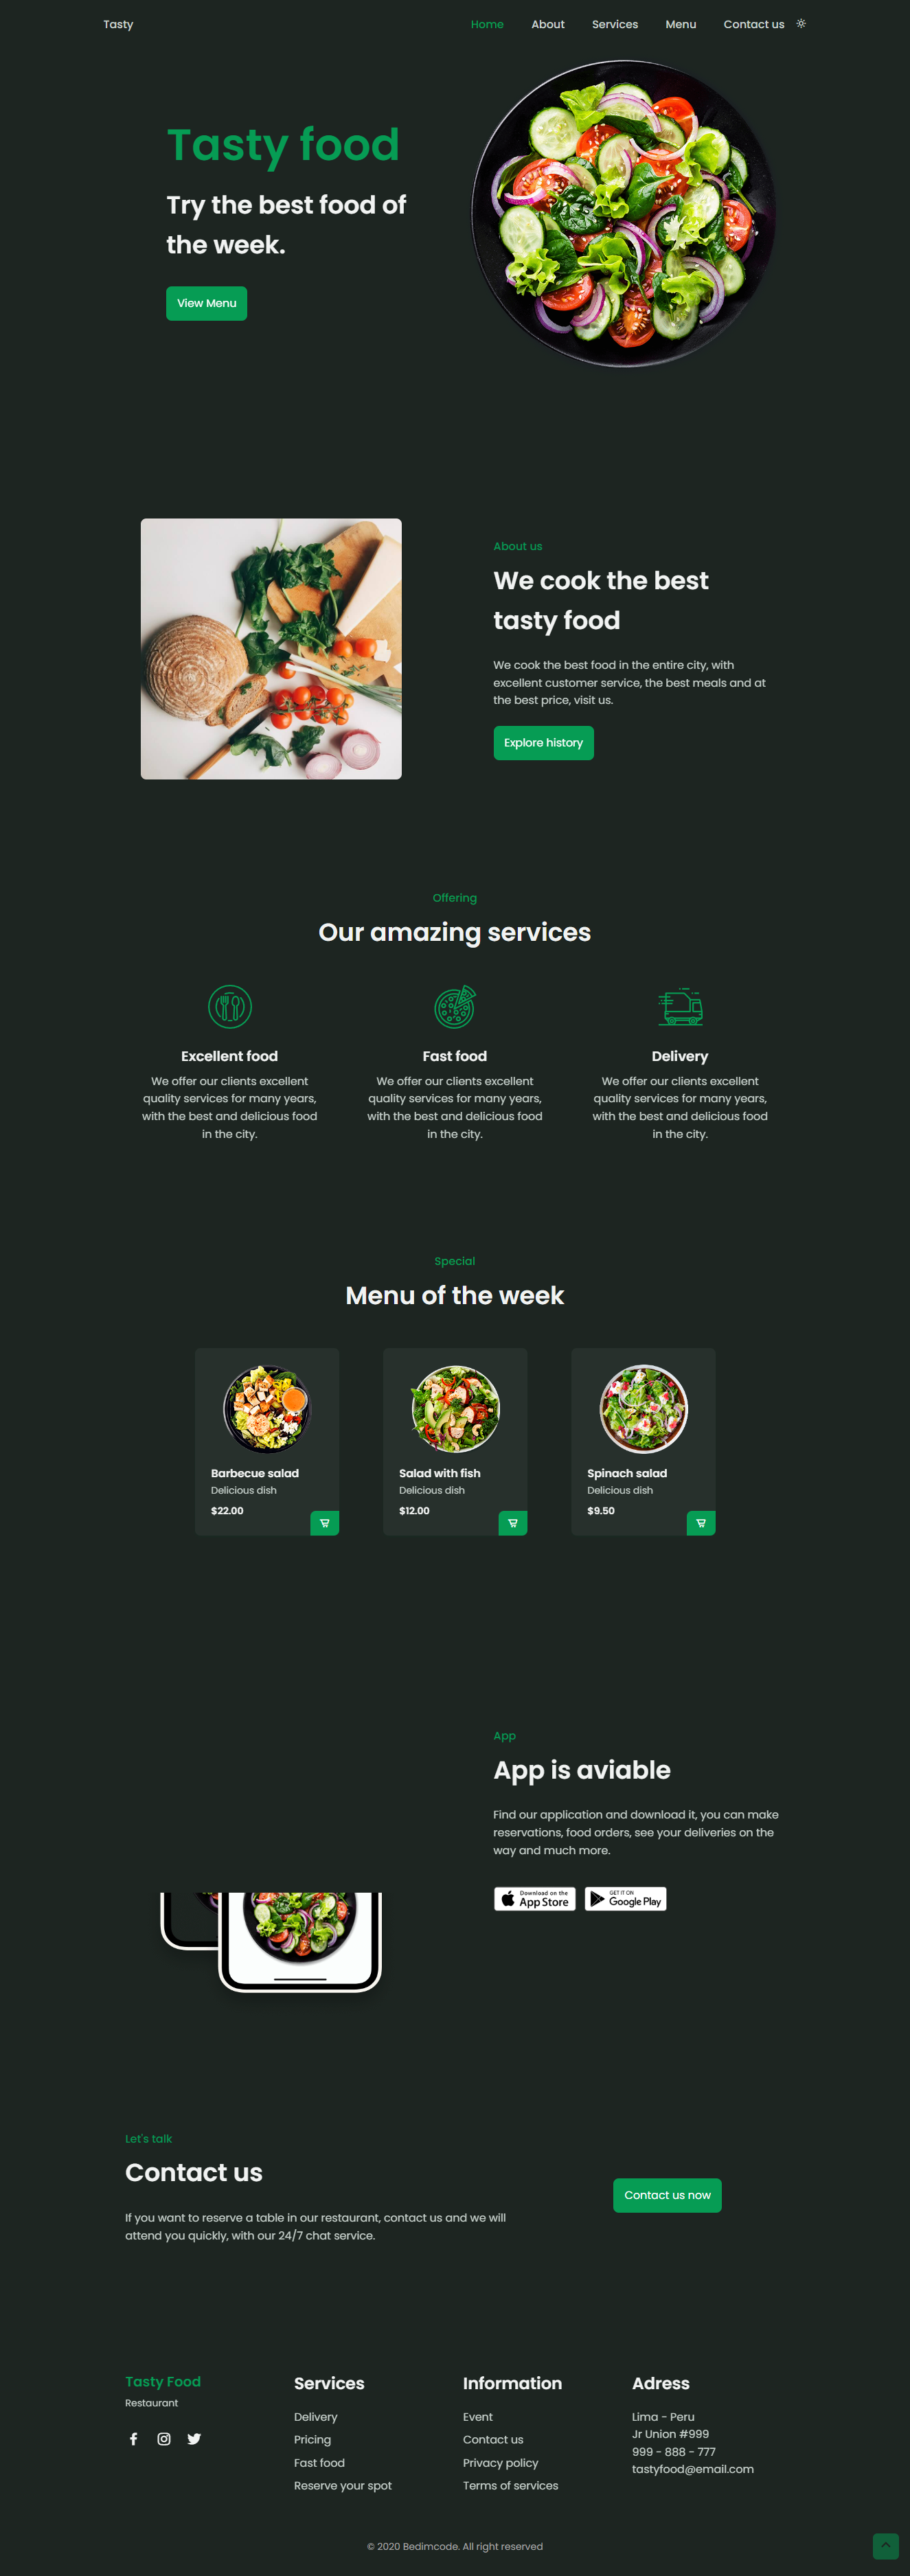 Tasty
Home About Services Menu Contact us
Tasty food
Try the best food of
the week.
View Menu
About us
We cook the best
tasty food
We cook the best food in the entire city, with
excellent customer service, the best meals and at
the best price, visit us.
Explore history
Offering
Our amazing services
Excellent food
We offer our clients excellent
quality services for many years,
with the best and delicious food
in the city.
Fast food
We offer our clients excellent
quality services for many years,
with the best and delicious food
in the city.
Delivery
We offer our clients excellent
quality services for many years,
with the best and delicious food
in the city.
Special
Menu of the week
Barbecue salad
Delicious dish
$22.00
Salad with fish
Delicious dish
$12.00
Spinach salad
Delicious dish
$9.50
App
App is aviable
Find our application and download it, you can make
reservations, food orders, see your deliveries on the
way and much more.
Download on the
App Store
GET IT ON
Google Play
Let's talk
Contact us
If you want to reserve a table in our restaurant, contact us and we will
attend you quickly, with our 24/7 chat service.
Contact us now
Tasty Food
Restaurant
Services
Delivery
Pricing
Fast food
Reserve your spot
Information
Event
Contact us
Privacy policy
Terms of services
Adress
Lima - Peru
Jr Union #999
999 - 888 - 777
tastyfood@email.com
© 2020 Bedimcode. All right reserved